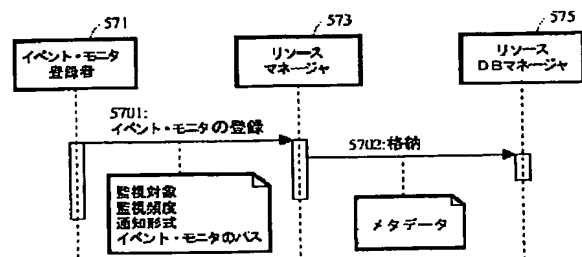 571
573
575
イベント・モニタ
登録者
リソース
マネージャ
リソース
DBマネージャ
5701:
イベント・モニタの登録
5702:格納
監視対象
監視頻度
通知形式
イベント・モニタのパス
メタデータ